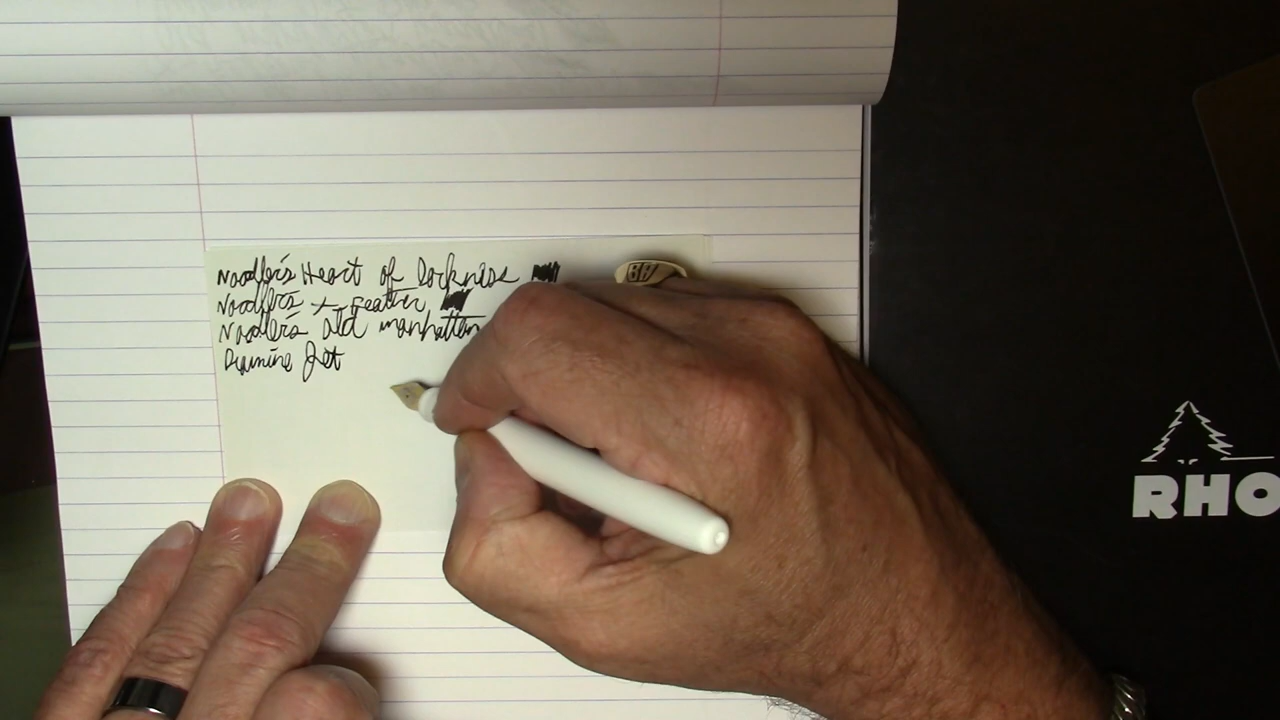 Noodler's Heart of Darkness
Noodler's X-Feather
Noodler's Old Manhattan
Diamine Jet
RHO